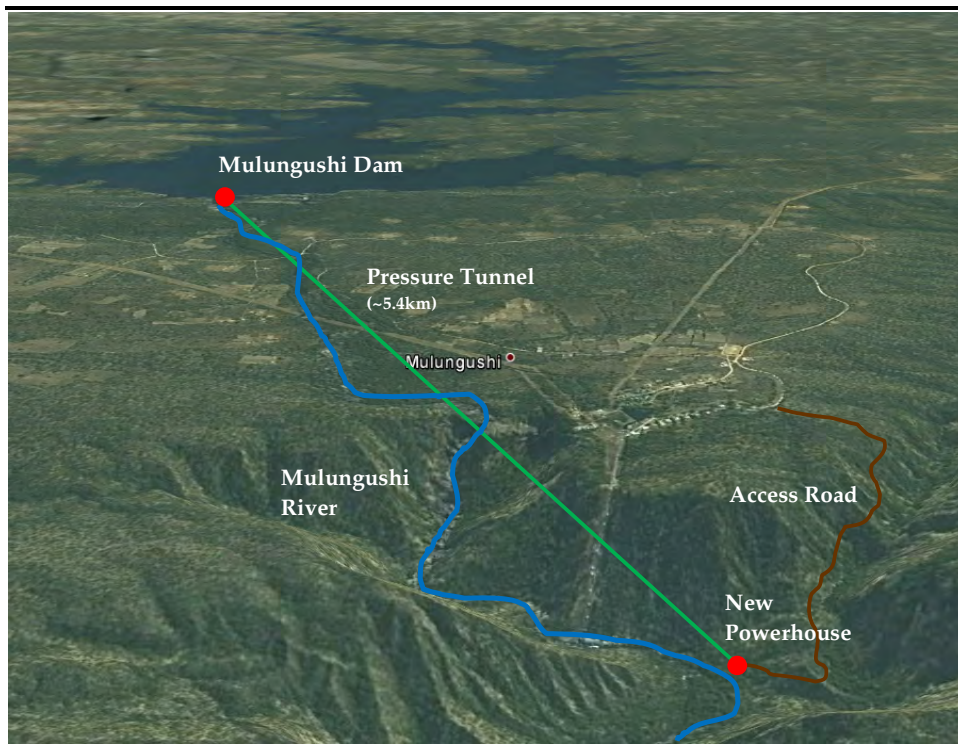 Mulungushi Dam
Pressure Tunnel
(~5.4km)
Mulungushi
Mulungushi
River
Access Road
New
Powerhouse